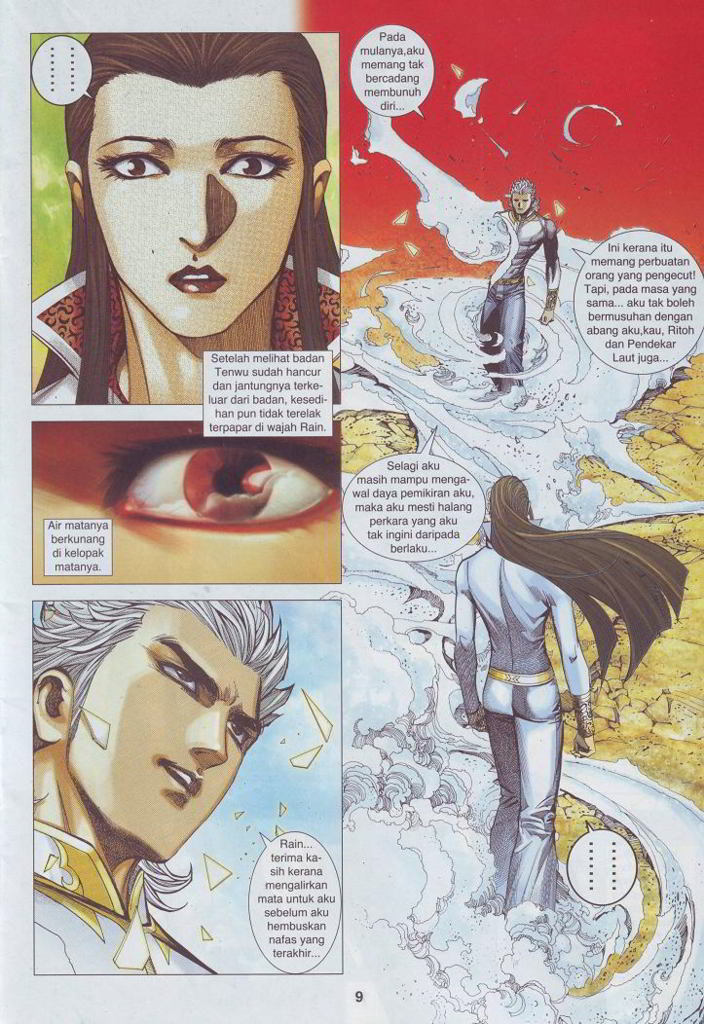 Setelah melihat badan
Tenwu sudah hancur
dan jantungnya terke-
luar dari badan, kesedi-
han pun tidak terelak
terpapar di wajah Rain.
Air matanya
berkunang
di kelopak
matanya.
Rain...
terima ka-
sih kerana
mengalirkan
mata untuk aku
sebelum aku
hembuskan
nafas yang
terakhir...
Pada
mulanya,aku
memang tak
bercadang
membunuh
diri...
Ini kerana itu
memang perbuatan
orang yang pengecut!
Tapi, pada masa yang
sama... aku tak boleh
bermusuhan dengan
abang aku,kau, Ritoh
dan Pendekar
Laut juga...
Selagi aku
masih mampu menga-
wal daya pemikiran aku,
maka aku mesti halang
perkara yang aku
tak ingini daripada
berlaku...
9